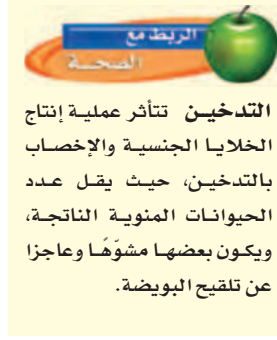 الربط مع
الصحة
التدخين تتأثر عملية إنتاج
الخلايا الجنسية والإخصاب
بالتدخين، حيث يقل عدد
الحيوانات المنوية الناتجة،
ويكون بعضها مشوّهًا وعاجزا
عن تلقيح البويضة.